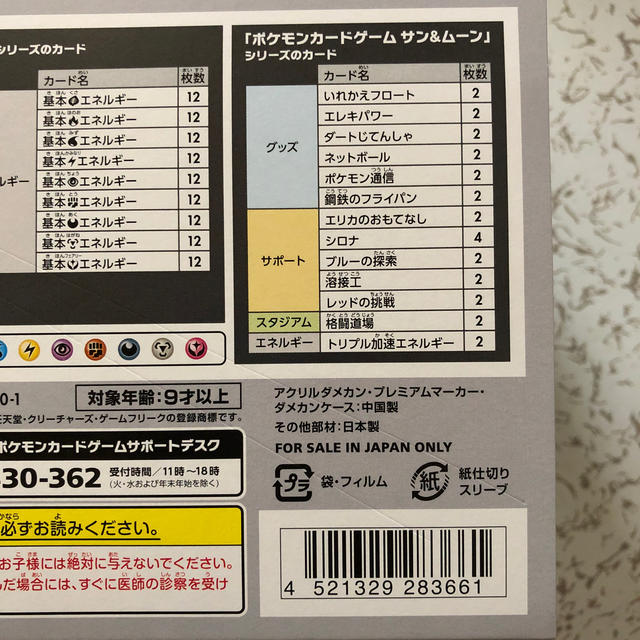 シリーズのカード
カード名 枚数
基本エネルギー 12
基本エネルギー 12
基本エネルギー 12
基本エネルギー 12
基本エネルギー 12
基本エネルギー 12
基本エネルギー 12
基本エネルギー 12
基本エネルギー 12
ルギー
「ポケモンカードゲーム サン&ムーン」
シリーズのカード
カード名 枚数
グッズ
いれかえフロート 2
エレキパワー 2
ダートじてんしゃ 2
ネットボール 2
ポケモン通信 2
鋼鉄のフライパン 2
サポート
エリカのおもてなし 2
シロナ 4
ブルーの探索 2
溶接工 2
レッドの挑戦 2
スタジアム 格闘道場 2
エネルギー トリプル加速エネルギー 2
0-1
対象年齢:9才以上
天堂・クリーチャーズ・ゲームフリークの登録商標です。
ポケモンカードゲームサポートデスク
30-362 受付時間/11時~18時
(火・水および年末年始を除く)
必ずお読みください。
お子様には絶対に与えないでください。
だ場合には、すぐに医師の診察を受け
アクリルダメカン・プレミアムマーカー・
ダメカンケース:中国製
その他部材:日本製
FOR SALE IN JAPAN ONLY
プラ 袋・フィルム
紙 紙仕切り
スリーブ
4 521329 283661